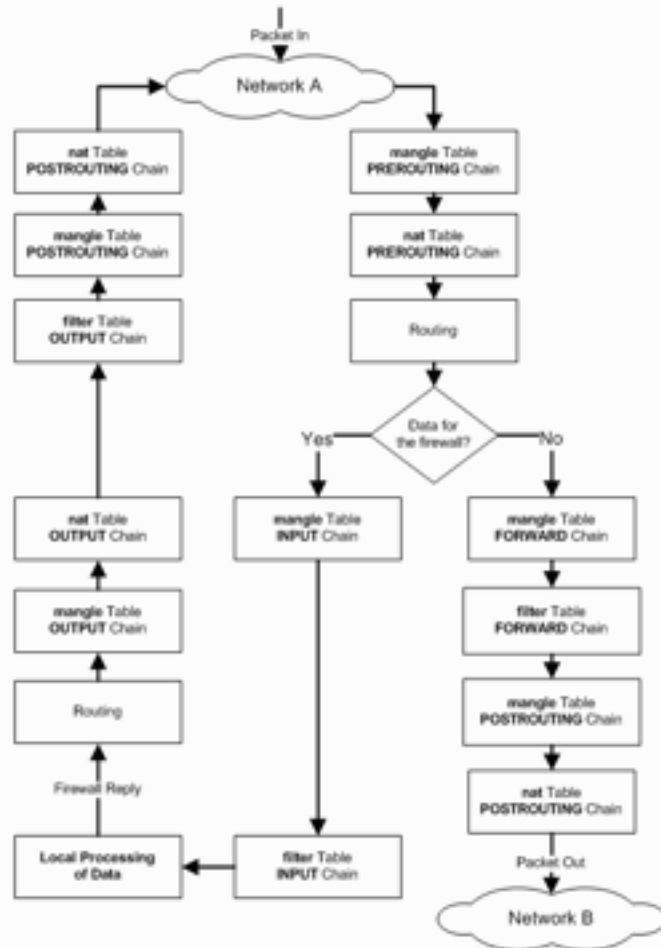 Packet In
Network A
nat Table
POSTROUTING Chain
mangle Table
PREROUTING Chain
mangle Table
POSTROUTING Chain
nat Table
PREROUTING Chain
filter Table
OUTPUT Chain
Routing
Data for
the firewall?
Yes
No
nat Table
OUTPUT Chain
mangle Table
INPUT Chain
mangle Table
FORWARD Chain
mangle Table
OUTPUT Chain
filter Table
FORWARD Chain
Routing
mangle Table
POSTROUTING Chain
Firewall Reply
nat Table
POSTROUTING Chain
Local Processing
of Data
filter Table
INPUT Chain
Packet Out
Network B